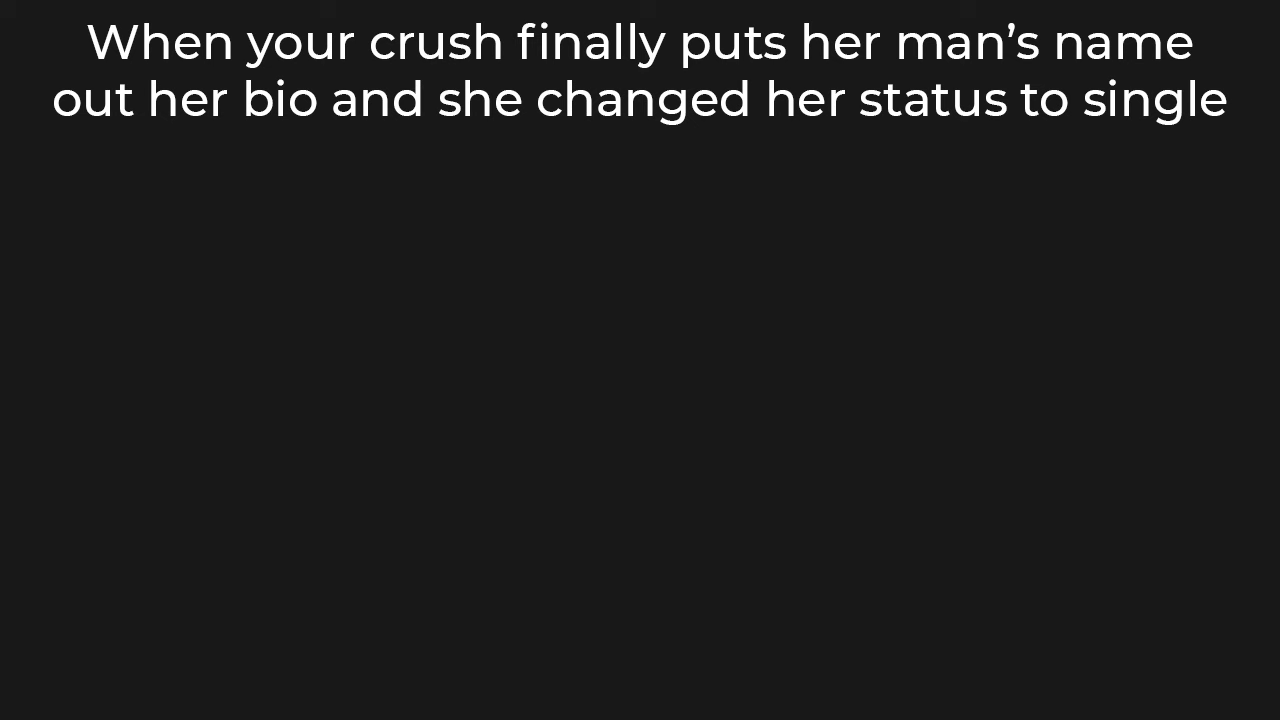 When your crush finally puts her man’s name
out her bio and she changed her status to single